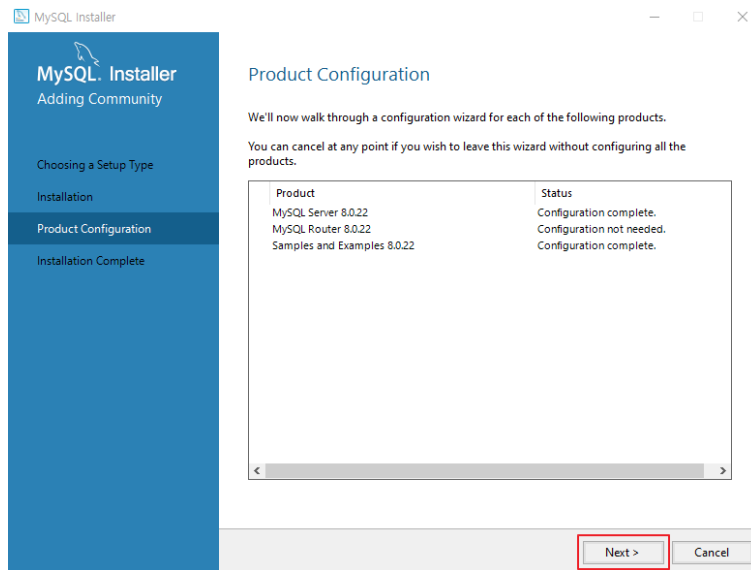 MySQL Installer
MySQL. Installer
Adding Community
Choosing a Setup Type
Installation
Product Configuration
Installation Complete
Product Configuration
We'll now walk through a configuration wizard for each of the following products.
You can cancel at any point if you wish to leave this wizard without configuring all the
products.
Product Status
MySQL Server 8.0.22 Configuration complete.
MySQL Router 8.0.22 Configuration not needed.
Samples and Examples 8.0.22 Configuration complete.
Next > Cancel